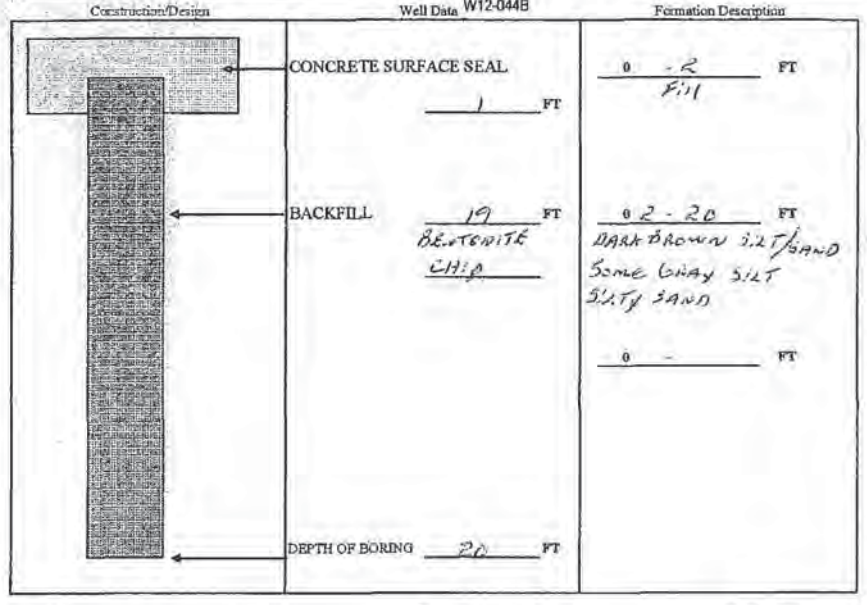 Construction/Design
Well Data W12-044B
Formation Description
CONCRETE SURFACE SEAL
1 FT
0 - 2 FT
Fill
BACKFILL 19 FT
BENTONITE
CHIP
0 2 - 20 FT
DARK BROWN SILT/SAND
SOME GRAY SILT
SILTY SAND
0 - FT
DEPTH OF BORING 20 FT